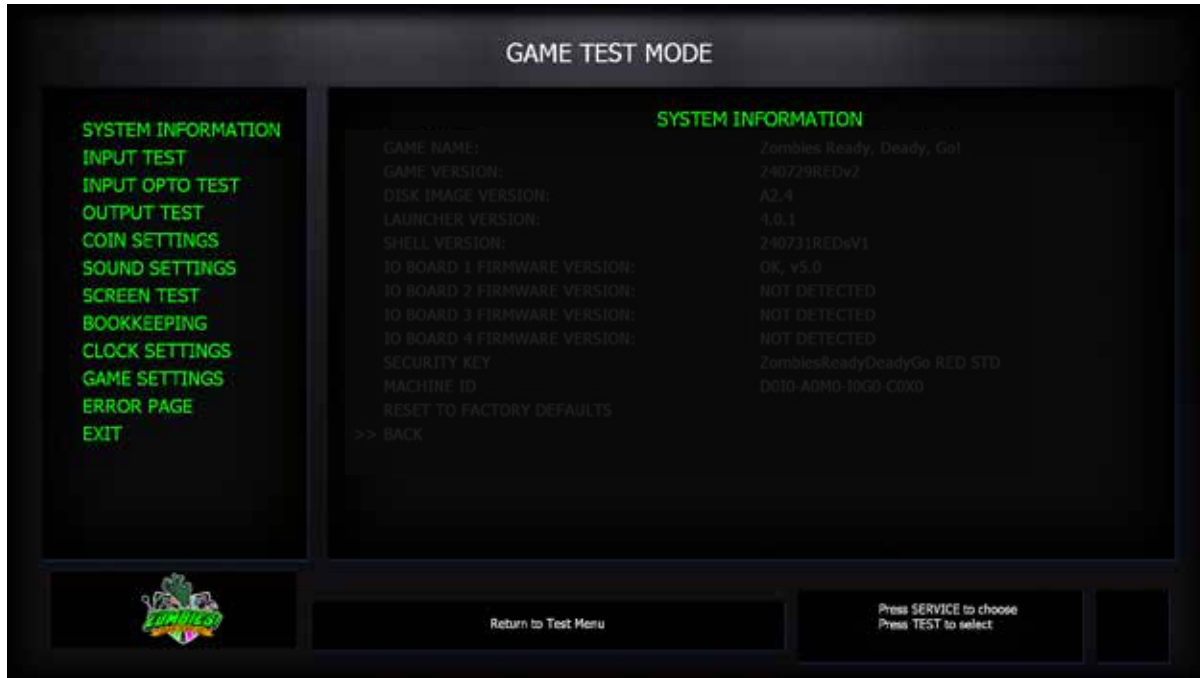 GAME TEST MODE
SYSTEM INFORMATION
INPUT TEST
INPUT OPTO TEST
OUTPUT TEST
COIN SETTINGS
SOUND SETTINGS
SCREEN TEST
BOOKKEEPING
CLOCK SETTINGS
GAME SETTINGS
ERROR PAGE
EXIT
SYSTEM INFORMATION
GAME NAME: Zombies Ready, Deady, Go!
GAME VERSION: 240729REDv2
DISK IMAGE VERSION: A2.4
LAUNCHER VERSION: 4.0.1
SHELL VERSION: 240731REDsV1
IO BOARD 1 FIRMWARE VERSION: OK, v5.0
IO BOARD 2 FIRMWARE VERSION: NOT DETECTED
IO BOARD 3 FIRMWARE VERSION: NOT DETECTED
IO BOARD 4 FIRMWARE VERSION: NOT DETECTED
SECURITY KEY ZombiesReadyDeadyGo RED STD
MACHINE ID
RESET TO FACTORY DEFAULTS
>> BACK
ZOMBIES!
Return to Test Menu
Press SERVICE to choose
Press TEST to select